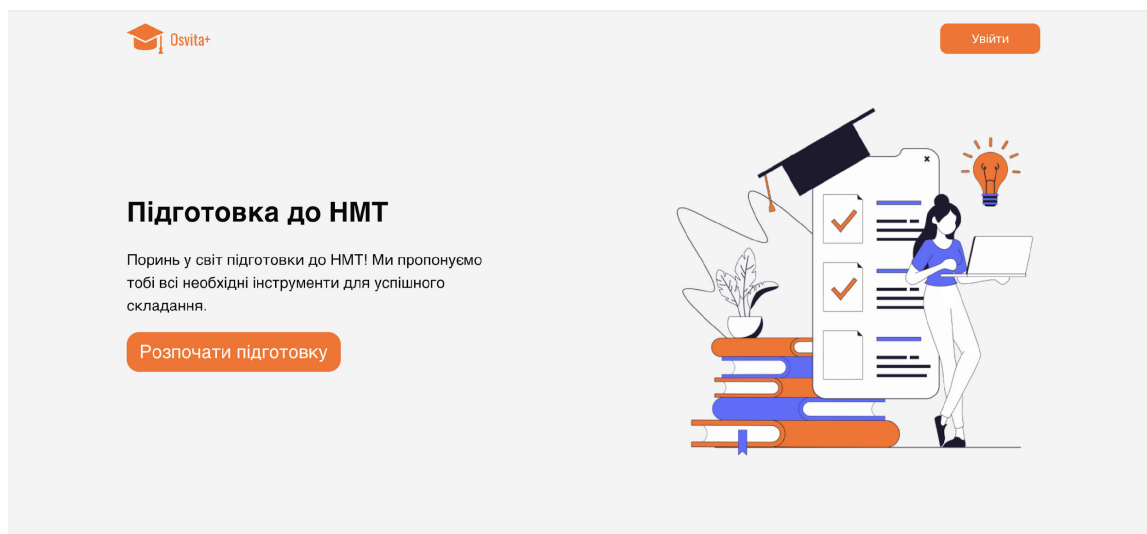 Osvita+
Увійти
Підготовка до НМТ
Поринь у світ підготовки до НМТ! Ми пропонуємо
тобі всі необхідні інструменти для успішного
складання.
Розпочати підготовку